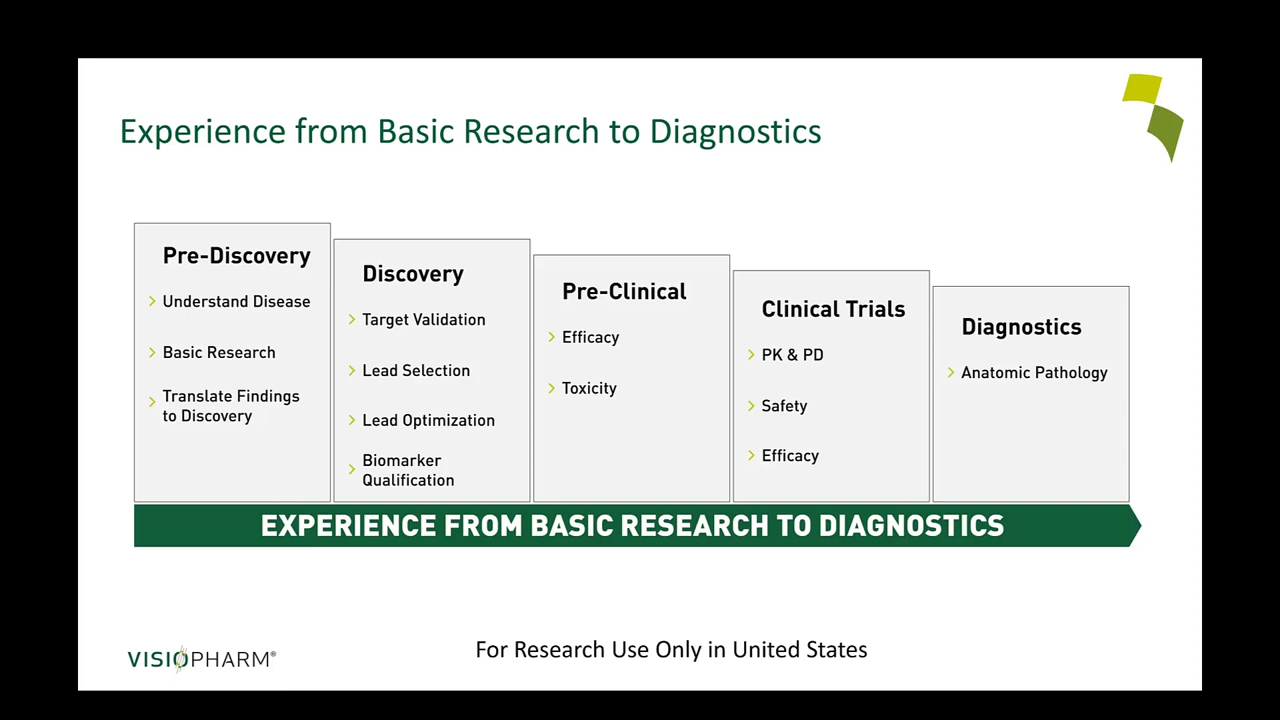 Experience from Basic Research to Diagnostics
Pre-Discovery
Understand Disease
Basic Research
Translate Findings
to Discovery
Discovery
Target Validation
Lead Selection
Lead Optimization
Biomarker
Qualification
Pre-Clinical
Efficacy
Toxicity
Clinical Trials
PK & PD
Safety
Efficacy
Diagnostics
Anatomic Pathology
EXPERIENCE FROM BASIC RESEARCH TO DIAGNOSTICS
VISIOPHARM®
For Research Use Only in United States